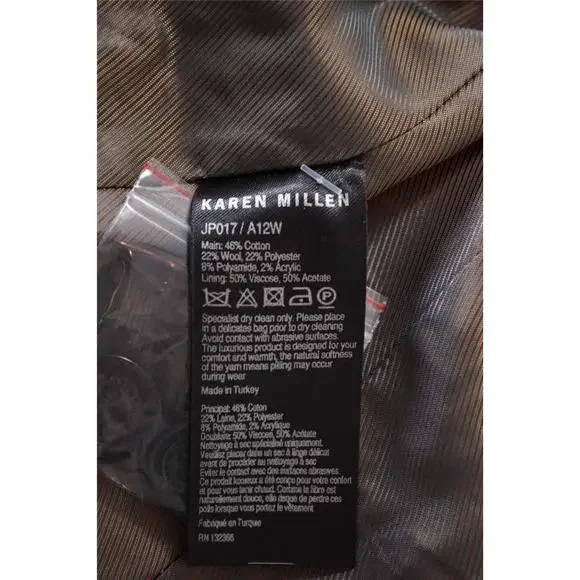 KAREN MILLEN
JP017 / A12W
Main: 46% Cotton
22% Wool, 22% Polyester
8% Polyamide, 2% Acrylic
Lining: 50% Viscose, 50% Acetate
P
Specialist dry clean only. Please place
in a delicates bag prior to dry cleaning
Avoid contact with abrasive surfaces.
The luxurious product is designed for your
comfort and warmth, the natural softness
of the yarn means pilling may occur
during wear
Made in Turkey
Principal: 46% Coton
22% Laine, 22% Polyester
8% Polyamide, 2% Acrylique
Doublure: 50% Viscose, 50% Acétate
Nettoyage à sec spécialisé uniquement.
Veuillez placer dans un sac à linge délicat
avant de procéder au nettoyage à sec
Eviter le contact avec des surfaces abrasives.
Ce produit luxueux a été conçu pour votre confort
et pour vous tenir chaud. Comme la fibre est
naturellement douce, elle risque de perdre ces
poils lorsque vous portez le vêtement
Fabriqué en Turquie
RN 132366